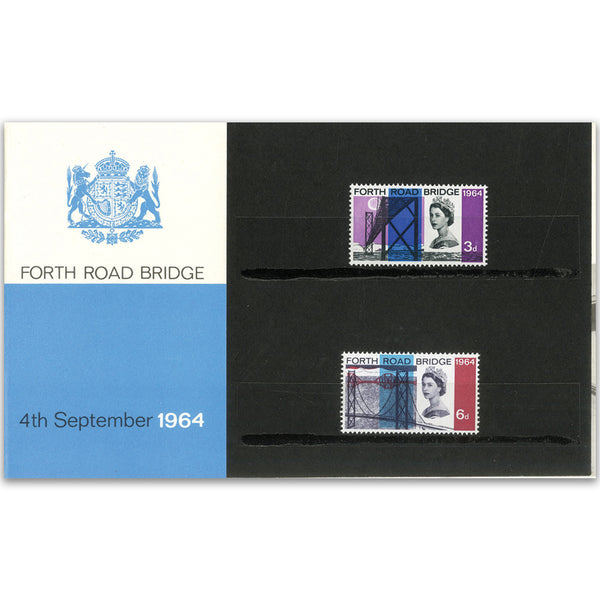 FORTH ROAD BRIDGE
4th September 1964
FORTH ROAD BRIDGE 1964
3d
FORTH ROAD BRIDGE 1964
6d